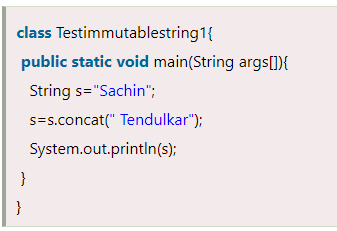 class Testimmutablestring1{
public static void main(String args[]){
String s="Sachin";
s=s.concat(" Tendulkar");
System.out.println(s);
}
}